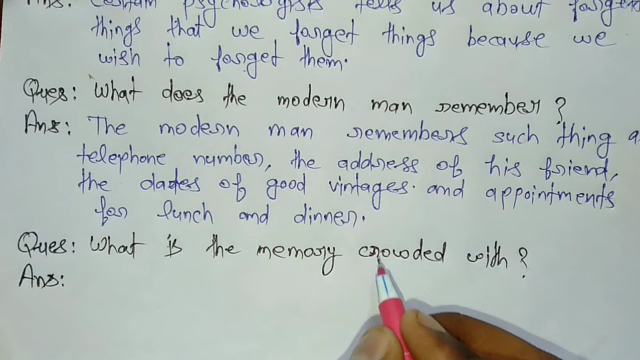 Ans: Certain psychologists tells us about forget
things that we forget things because we
wish to forget them.
Ques: What does the modern man remember?
Ans: The modern man remembers such thing a
telephone number, the address of his friend,
the dates of good vintages. and appointments
for lunch and dinner.
Ques: What is the memory crowded with?
Ans: